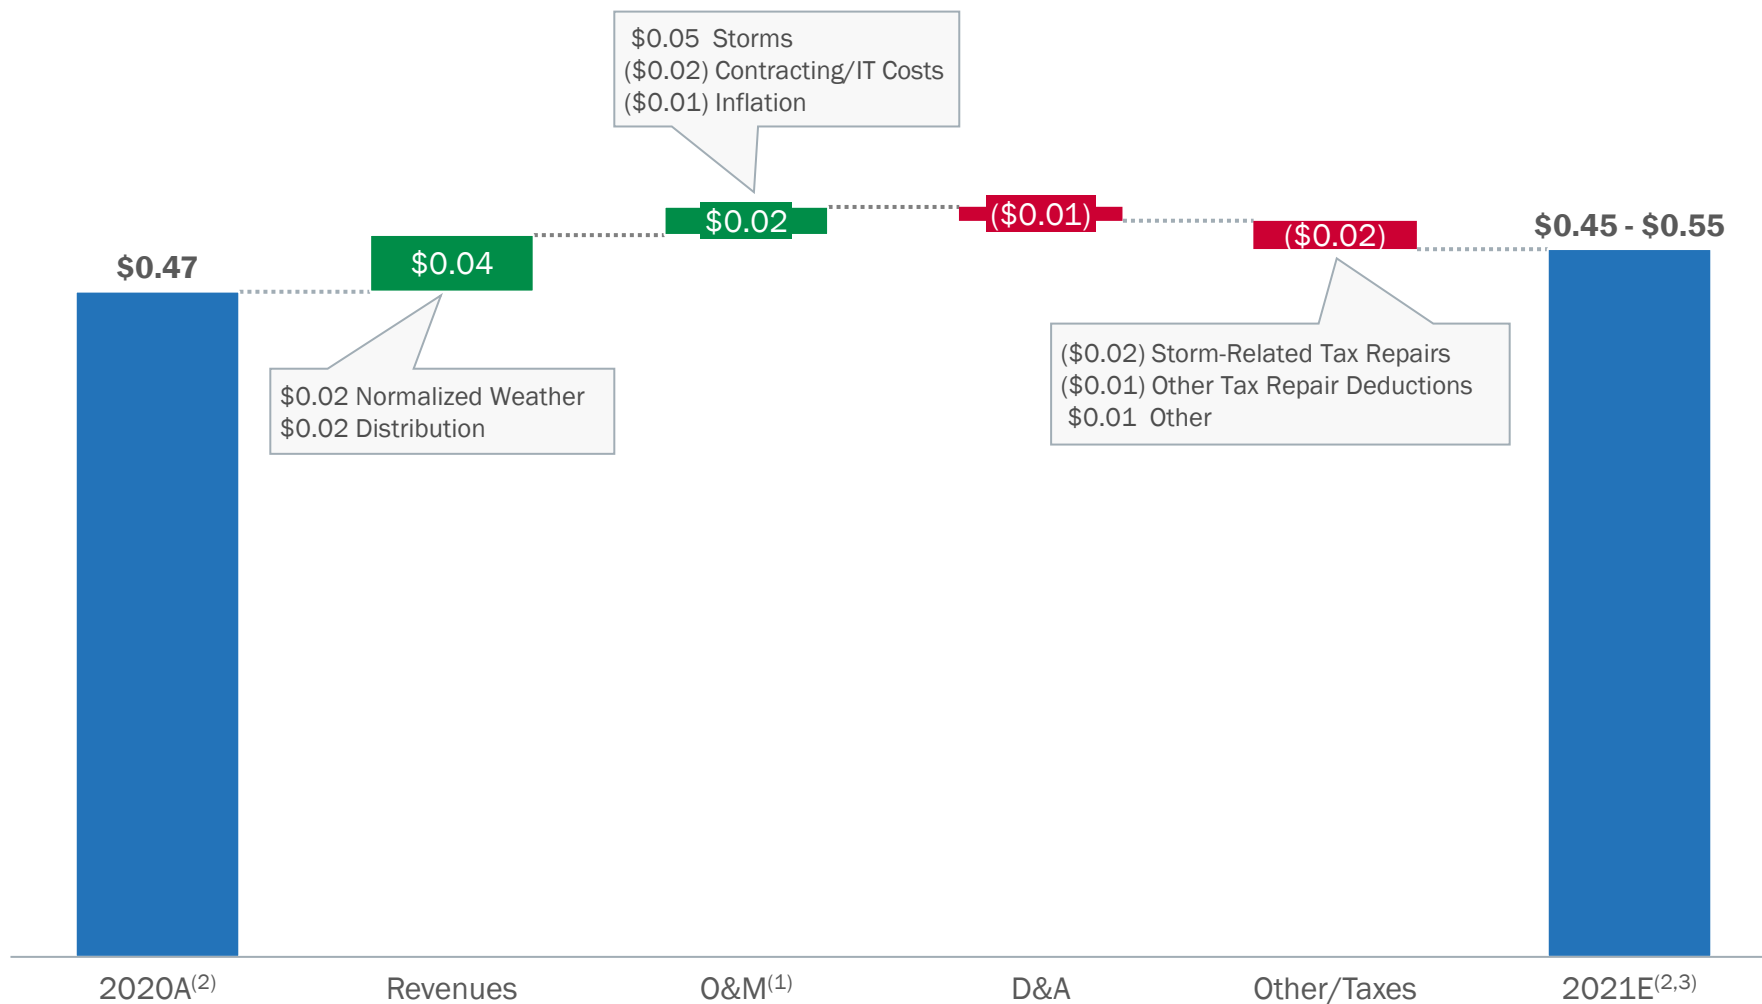 $0.05 Storms
($0.02) Contracting/IT Costs
($0.01) Inflation
$0.47
$0.04
$0.02
($0.01)
($0.02)
$0.45 - $0.55
$0.02 Normalized Weather
$0.02 Distribution
($0.02) Storm-Related Tax Repairs
($0.01) Other Tax Repair Deductions
$0.01 Other
2020A(2)
Revenues
O&M(1)
D&A
Other/Taxes
2021E(2,3)